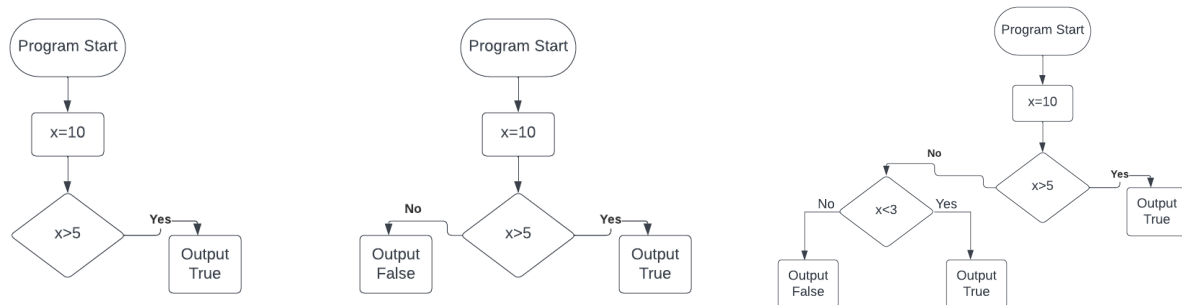 Program Start
x=10
x>5
Yes
Output
True
Program Start
x=10
x>5
No
Yes
Output
False
Output
True
Program Start
x=10
x>5
No
Yes
Output
True
x<3
No
Yes
Output
False
Output
True